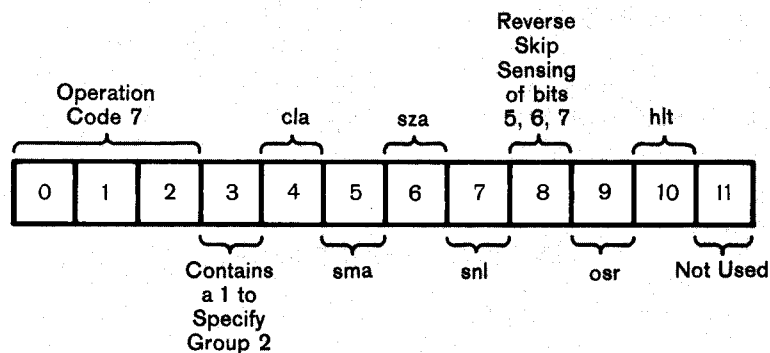 Reverse
Skip
Sensing
of bits
5, 6, 7
Operation
Code 7
cla
sza
hlt
0 1 2 3 4 5 6 7 8 9 10 11
Contains
a 1 to
Specify
Group 2
sma
snl
osr
Not Used